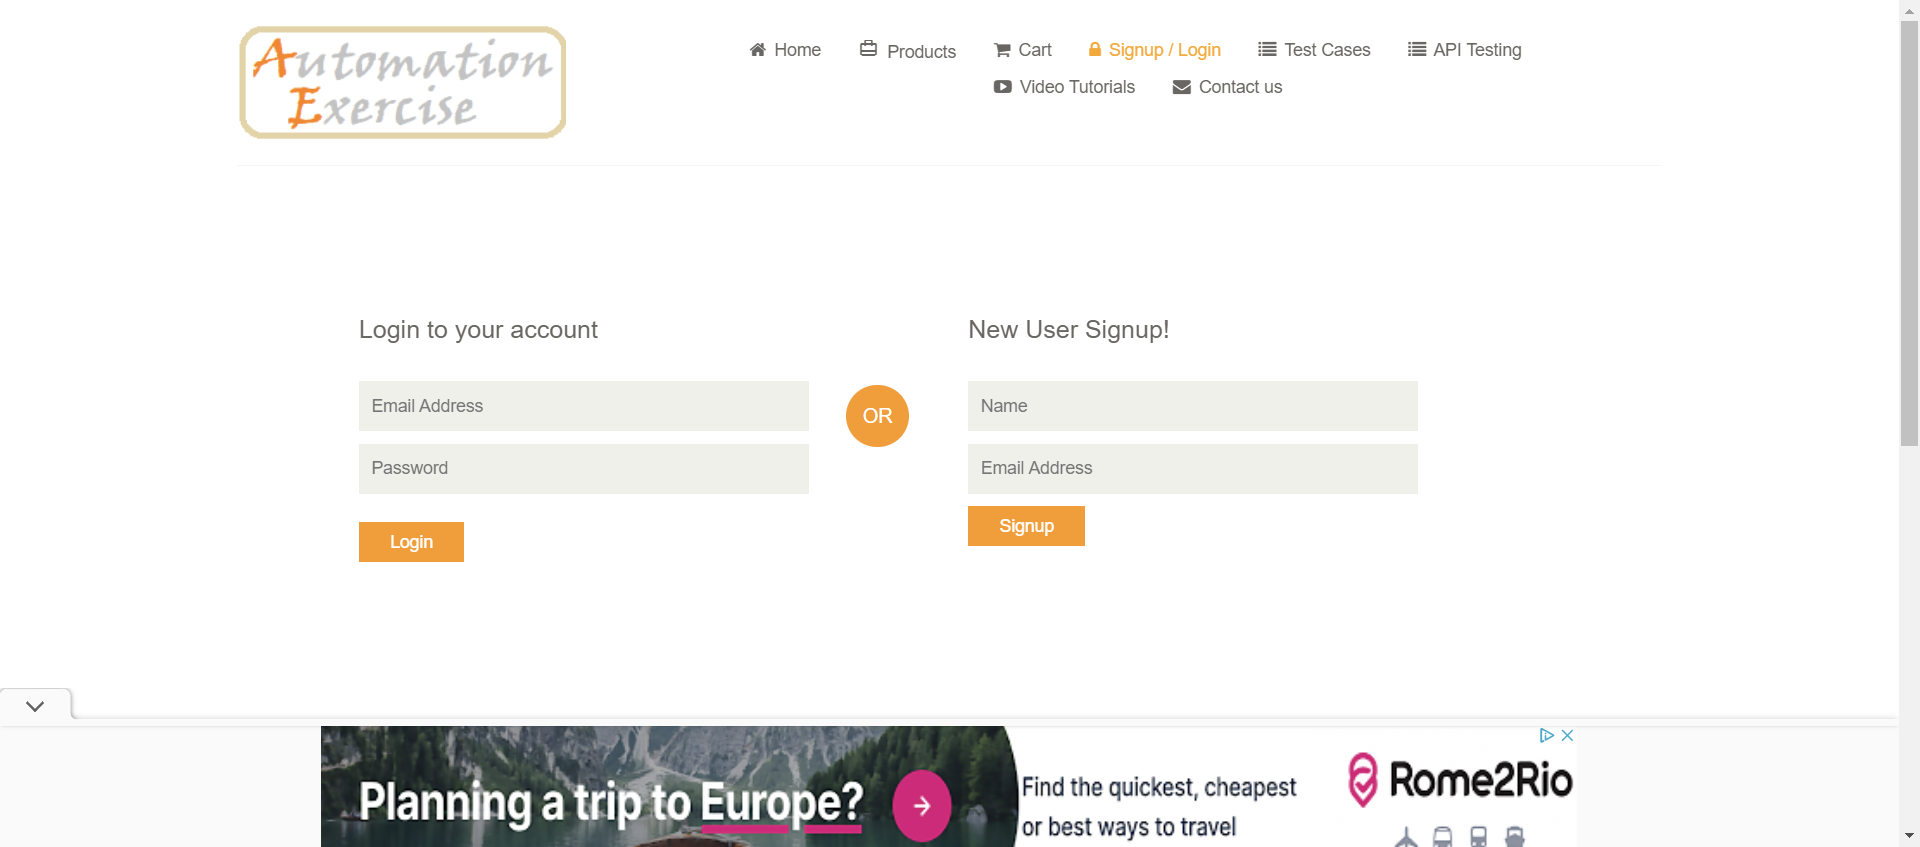 Automation
Exercise
Home
Products
Cart
Signup / Login
Test Cases
API Testing
Video Tutorials
Contact us
Login to your account
Email Address
Password
Login
OR
New User Signup!
Name
Email Address
Signup
Planning a trip to Europe?
Find the quickest, cheapest
or best ways to travel
Rome2Rio